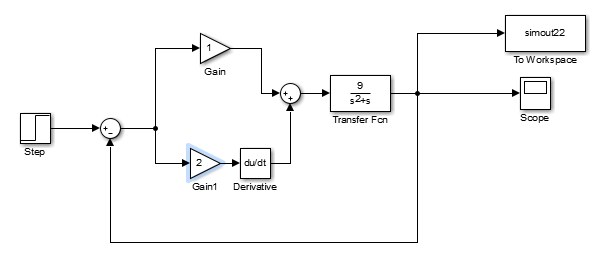 simout22
To Workspace
1
Gain
+
+
9
s2+s
Transfer Fcn
Scope
Step
+
−
2
Gain1
du/dt
Derivative